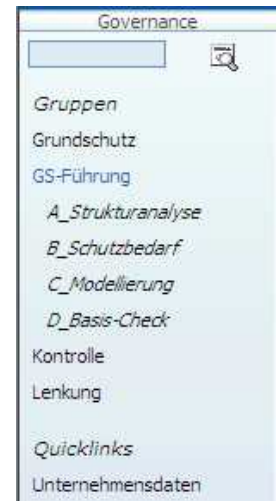 Governance
Gruppen
Grundschutz
GS-Führung
A_Strukturanalyse
B_Schutzbedarf
C_Modellierung
D_Basis-Check
Kontrolle
Lenkung
Quicklinks
Unternehmensdaten